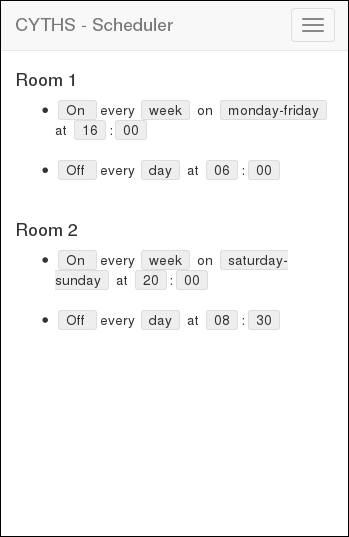 CYTHS - Scheduler
Room 1
• On every week on monday-friday
at 16 : 00
• Off every day at 06 : 00
Room 2
• On every week on saturday-
sunday at 20 : 00
• Off every day at 08 : 30